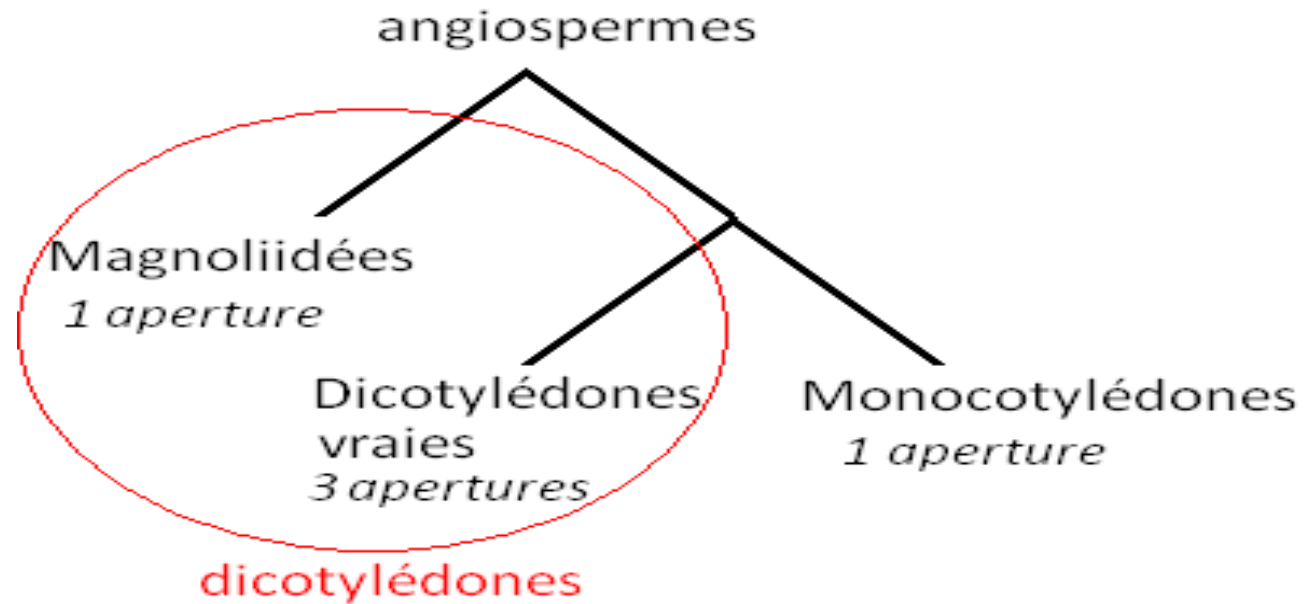 angiospermes
Magnoliidées
1 aperture
Dicotylédones
vraies
3 apertures
Monocotylédones
1 aperture
dicotylédones